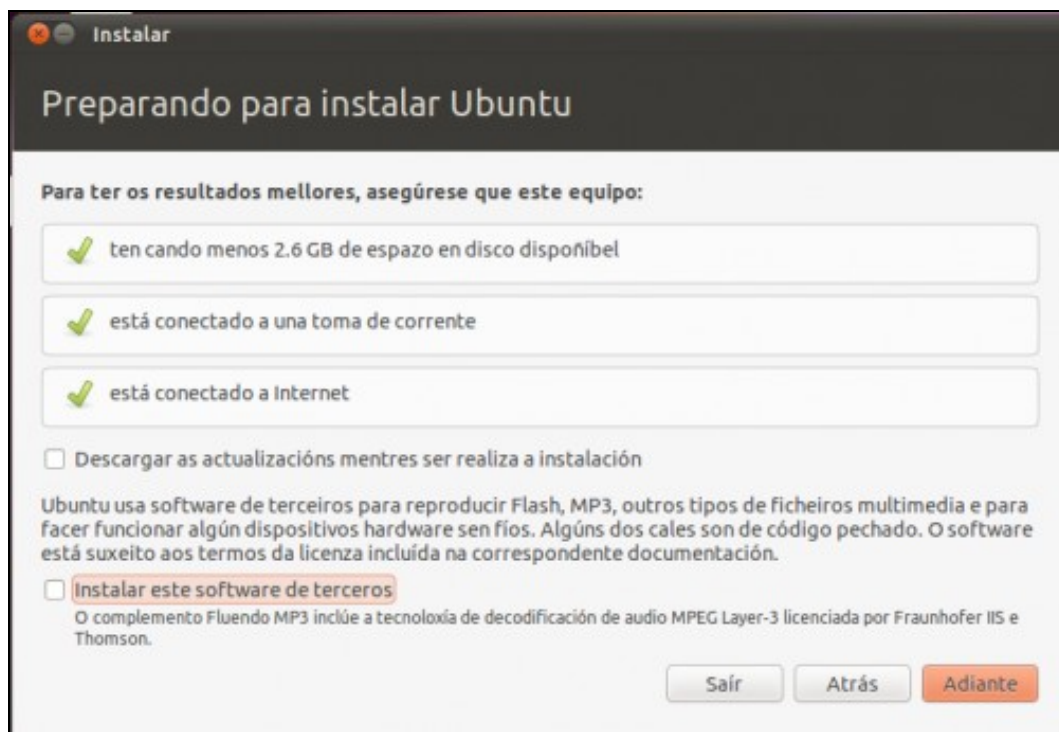 Instalar
Preparando para instalar Ubuntu
Para ter os resultados mellores, asegúrese que este equipo:
ten cando menos 2.6 GB de espazo en disco dispoñíbel
está conectado a una toma de corrente
está conectado a Internet
Descargar as actualizacións mentres ser realiza a instalación
Ubuntu usa software de terceiros para reproducir Flash, MP3, outros tipos de ficheiros multimedia e para
facer funcionar algún dispositivos hardware sen fíos. Algúns dos cales son de código pechado. O software
está suxeito aos termos da licenza incluída na correspondente documentación.
Instalar este software de terceros
O complemento Fluendo MP3 inclúe a tecnoloxía de decodificación de audio MPEG Layer-3 licenciada por Fraunhofer IIS e
Thomson.
Saír Atrás Adiante